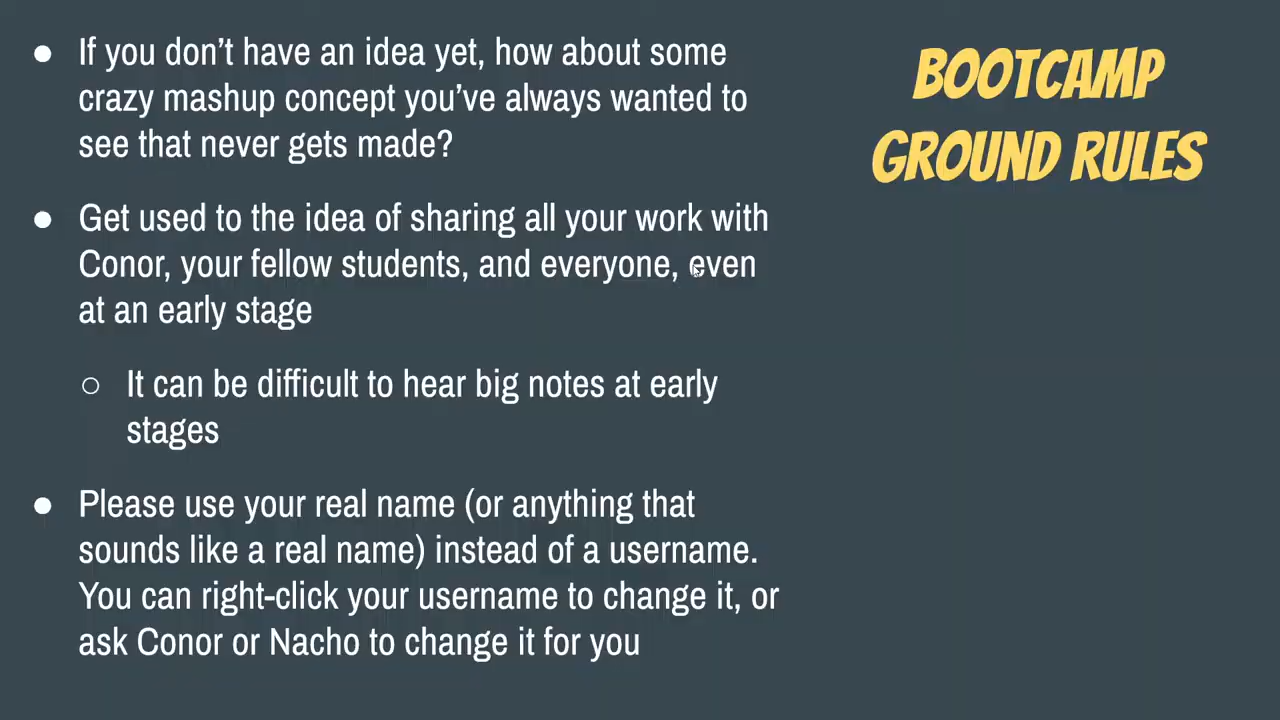 ● If you don’t have an idea yet, how about some
crazy mashup concept you’ve always wanted to
see that never gets made?
● Get used to the idea of sharing all your work with
Conor, your fellow students, and everyone, even
at an early stage
○ It can be difficult to hear big notes at early
stages
● Please use your real name (or anything that
sounds like a real name) instead of a username.
You can right-click your username to change it, or
ask Conor or Nacho to change it for you
BOOTCAMP
GROUND RULES